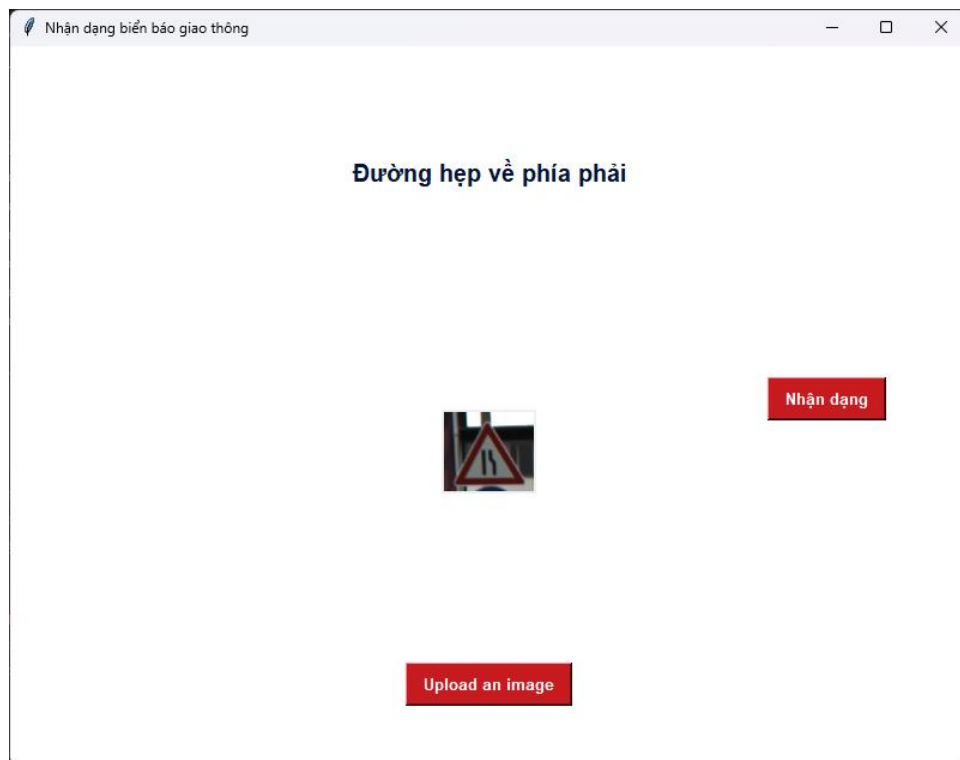 Nhận dạng biển báo giao thông
Đường hẹp về phía phải
Nhận dạng
Upload an image